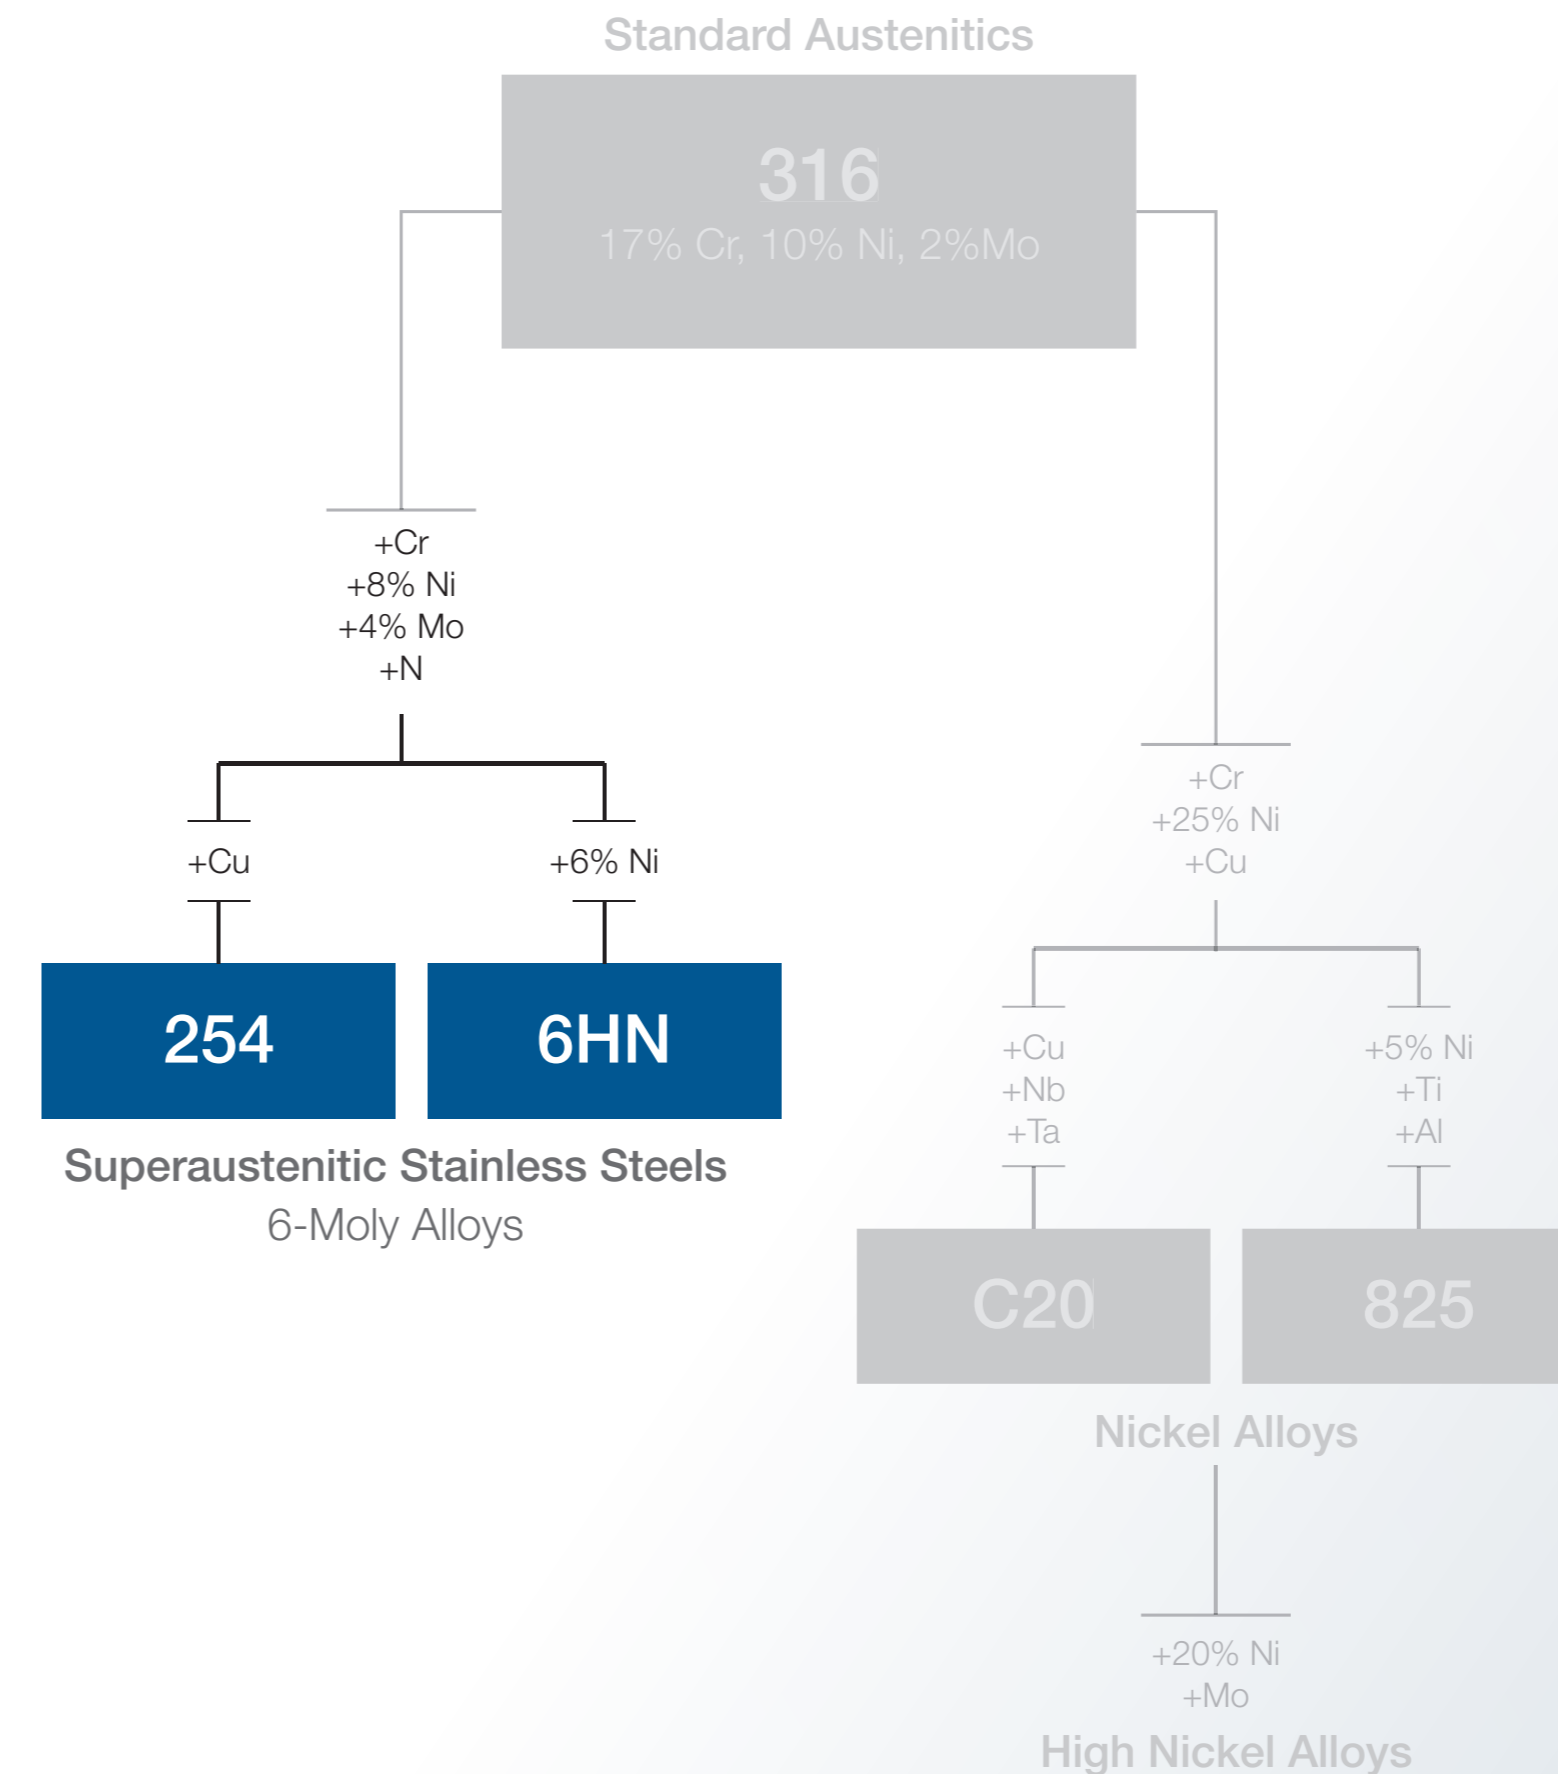 Standard Austenitics
316
17% Cr, 10% Ni, 2%Mo
+Cr
+8% Ni
+4% Mo
+N
+Cu
+6% Ni
254
6HN
Superaustenitic Stainless Steels
6-Moly Alloys
+Cr
+25% Ni
+Cu
+Cu
+Nb
+Ta
+5% Ni
+Ti
+Al
C20
825
Nickel Alloys
+20% Ni
+Mo
High Nickel Alloys